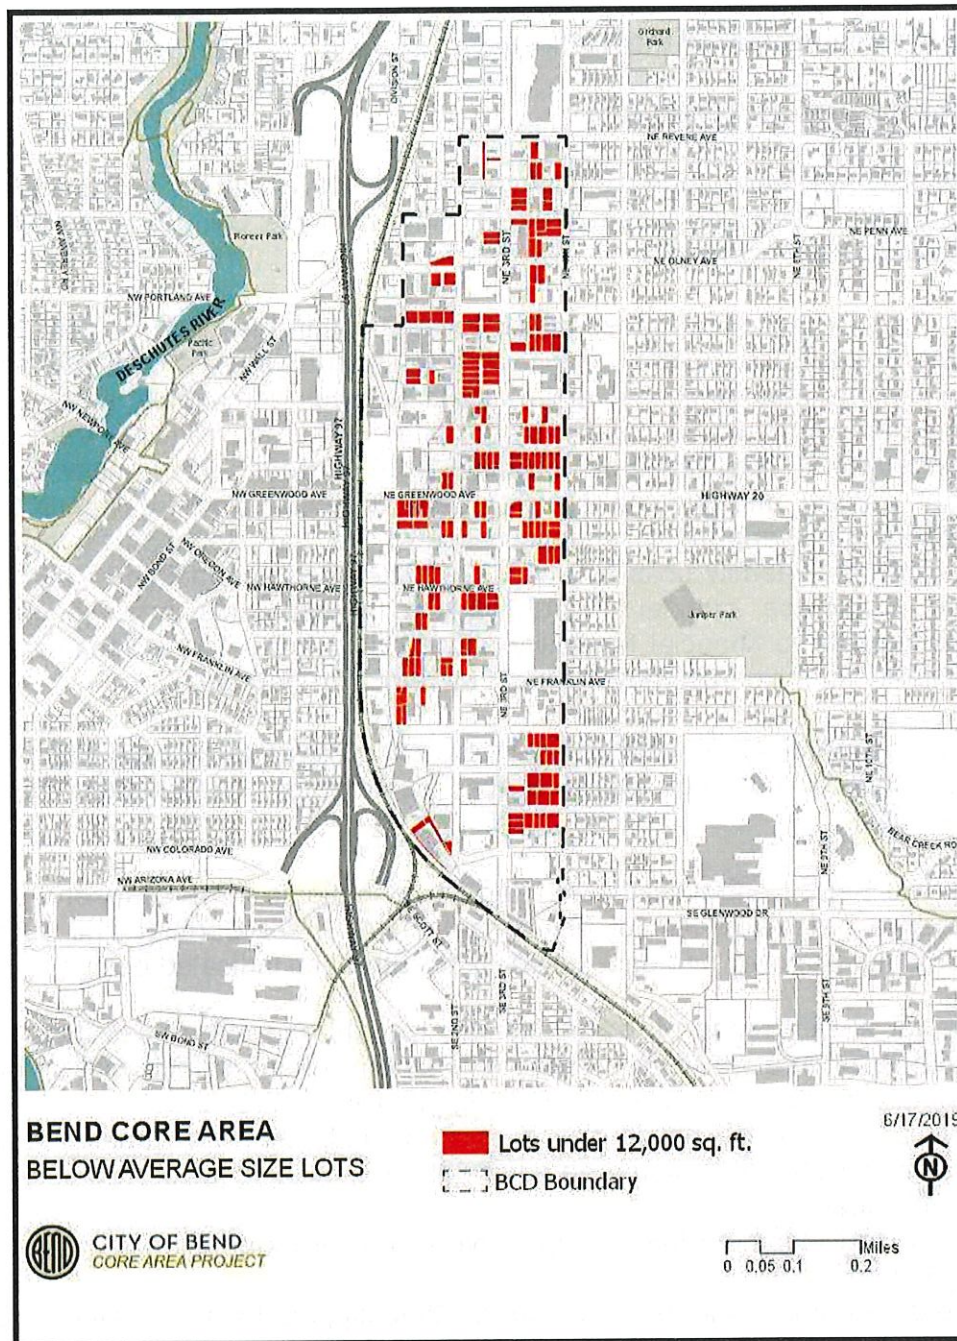 Orchard
Park
DIVISION ST
NE REVERE AVE
Pioneer Park
NE 3RD ST
NE PENN AVE
NE OLNEY AVE
NE 8TH ST
NW PORTLAND AVE
DESCHUTES RIVER
Pacific
Park
NW WALL ST
NW NEWPORT AVE
HIGHWAY 97
NW GREENWOOD AVE
NE GREENWOOD AVE
HIGHWAY 20
NW OREGON AVE
NW BOND ST
NW HAWTHORNE AVE
NE HAWTHORNE AVE
Juniper Park
NW FRANKLIN AVE
NE FRANKLIN AVE
NE 3RD ST
NE 10TH ST
NE 9TH ST
BEAR CREEK RD
NW COLORADO AVE
NW ARIZONA AVE
SCOTT ST
SE GLENWOOD DR
SE 3RD ST
SE 2ND ST
SE 9TH ST
SW BOND ST
BEND CORE AREA
BELOW AVERAGE SIZE LOTS
Lots under 12,000 sq. ft.
BCD Boundary
6/17/2019
N
BEND
CITY OF BEND
CORE AREA PROJECT
Miles
0 0.05 0.1 0.2